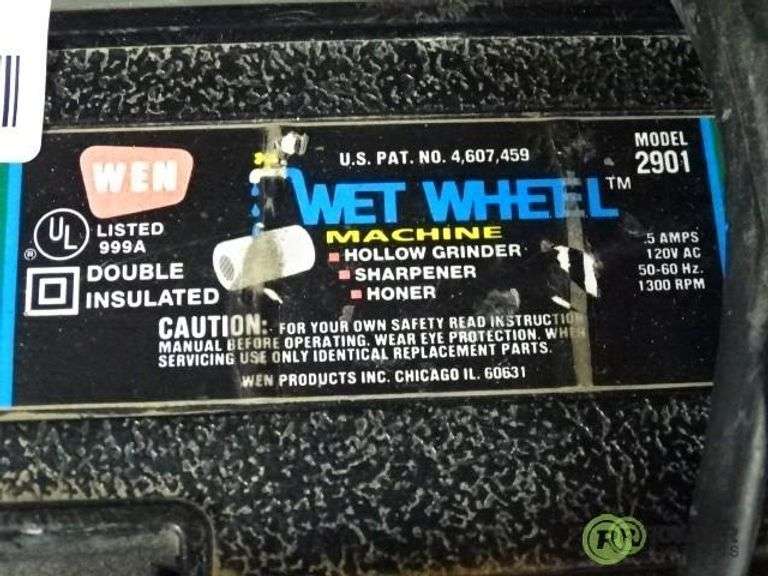 WEN
U.S. PAT. NO. 4,607,459
MODEL
2901
WET WHEEL™
MACHINE
UL
®
LISTED
999A
HOLLOW GRINDER
SHARPENER
HONER
.5 AMPS
120V AC
50-60 Hz.
1300 RPM
DOUBLE
INSULATED
CAUTION: FOR YOUR OWN SAFETY READ INSTRUCTION
MANUAL BEFORE OPERATING. WEAR EYE PROTECTION. WHEN
SERVICING USE ONLY IDENTICAL REPLACEMENT PARTS.
WEN PRODUCTS INC. CHICAGO IL. 60631